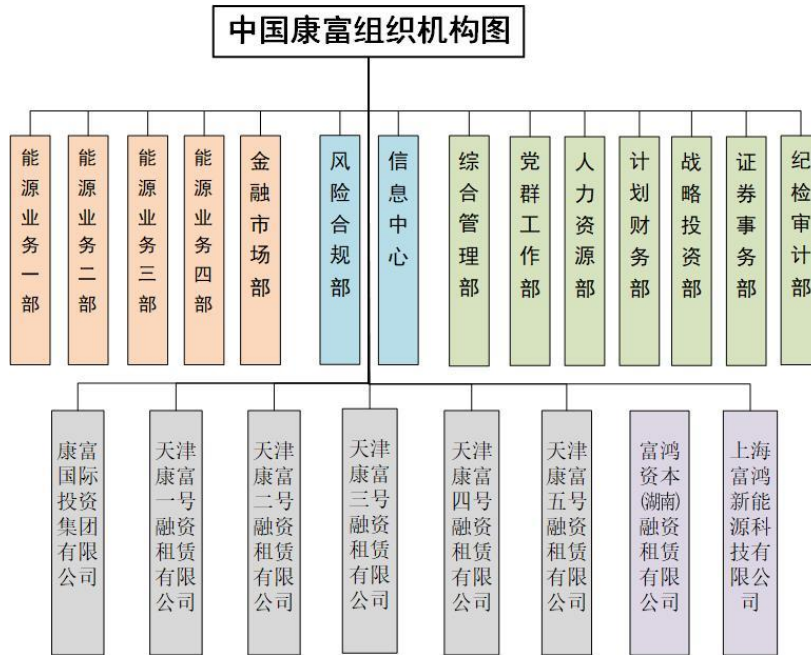 中国康富组织机构图
能源业务一部
能源业务二部
能源业务三部
能源业务四部
金融市场部
风险合规部
信息中心
综合管理部
党群工作部
人力资源部
计划财务部
战略投资部
证券事务部
纪检审计部
康富国际投资集团有限公司
天津康富一号融资租赁有限公司
天津康富二号融资租赁有限公司
天津康富三号融资租赁有限公司
天津康富四号融资租赁有限公司
天津康富五号融资租赁有限公司
富鸿资本(湖南)融资租赁有限公司
上海富鸿新能源科技有限公司